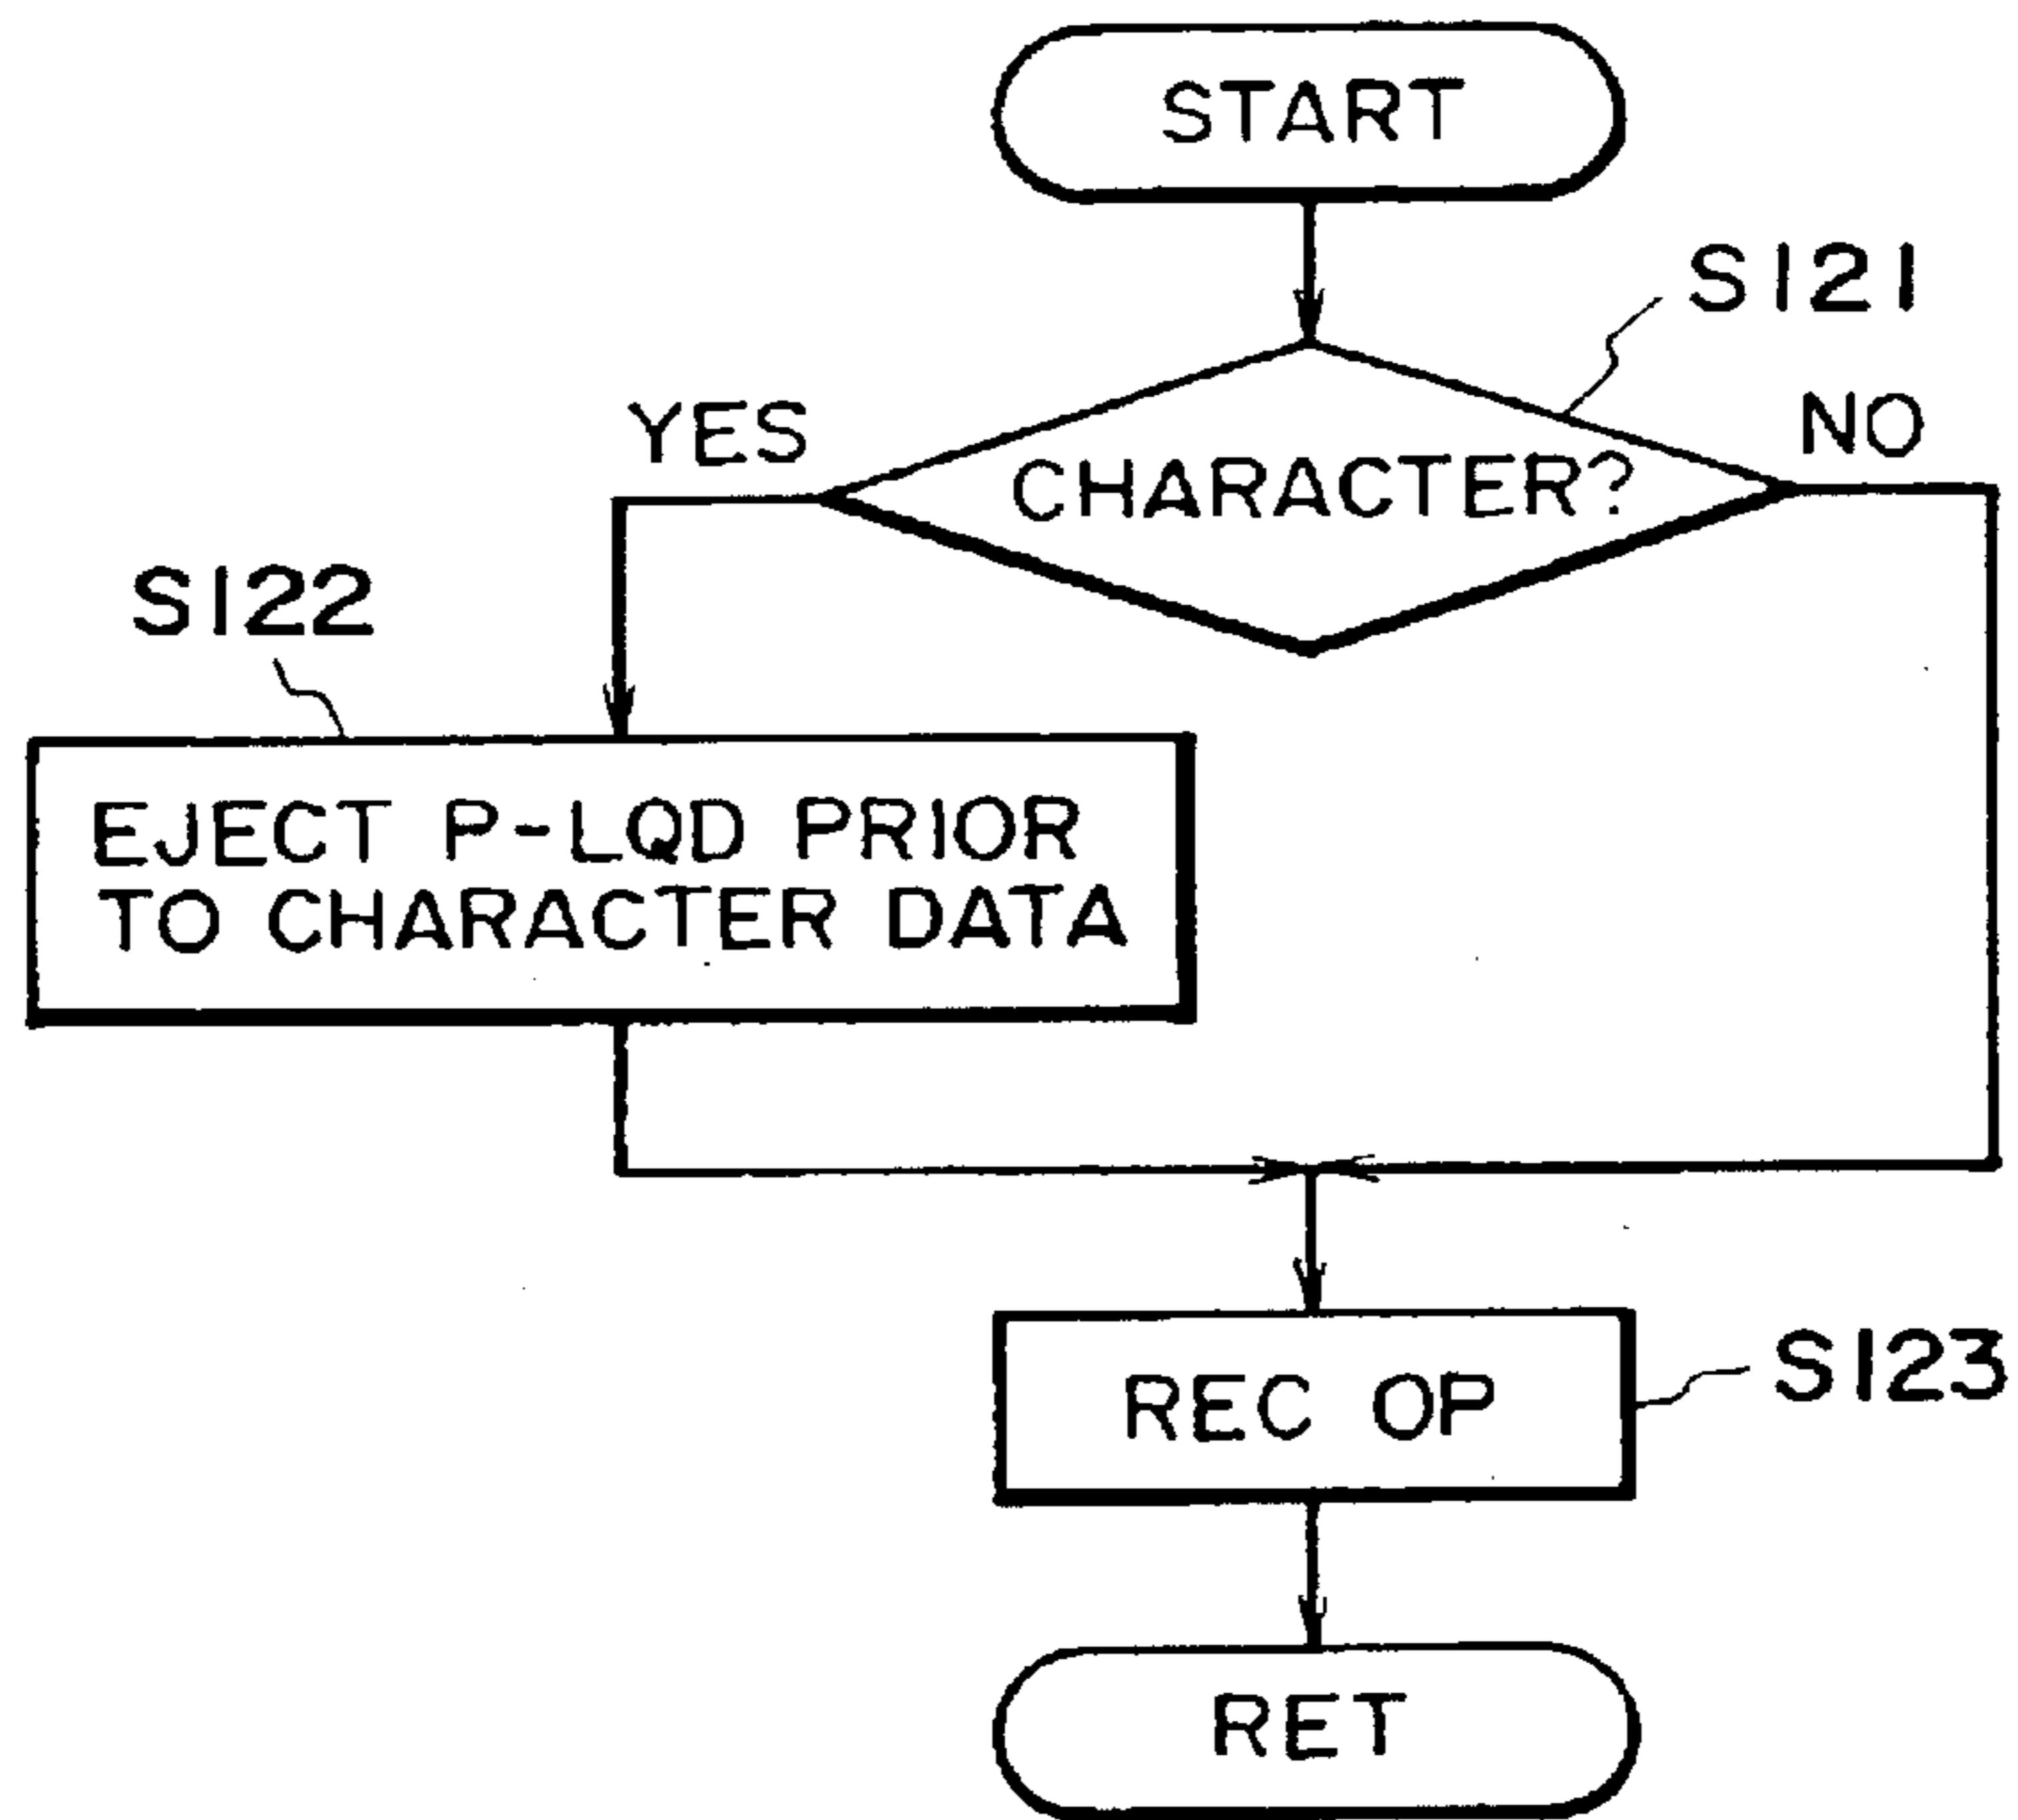 START
S121
YES
NO
CHARACTER?
S122
EJECT P-LQD PRIOR
TO CHARACTER DATA
REC OP
S123
RET